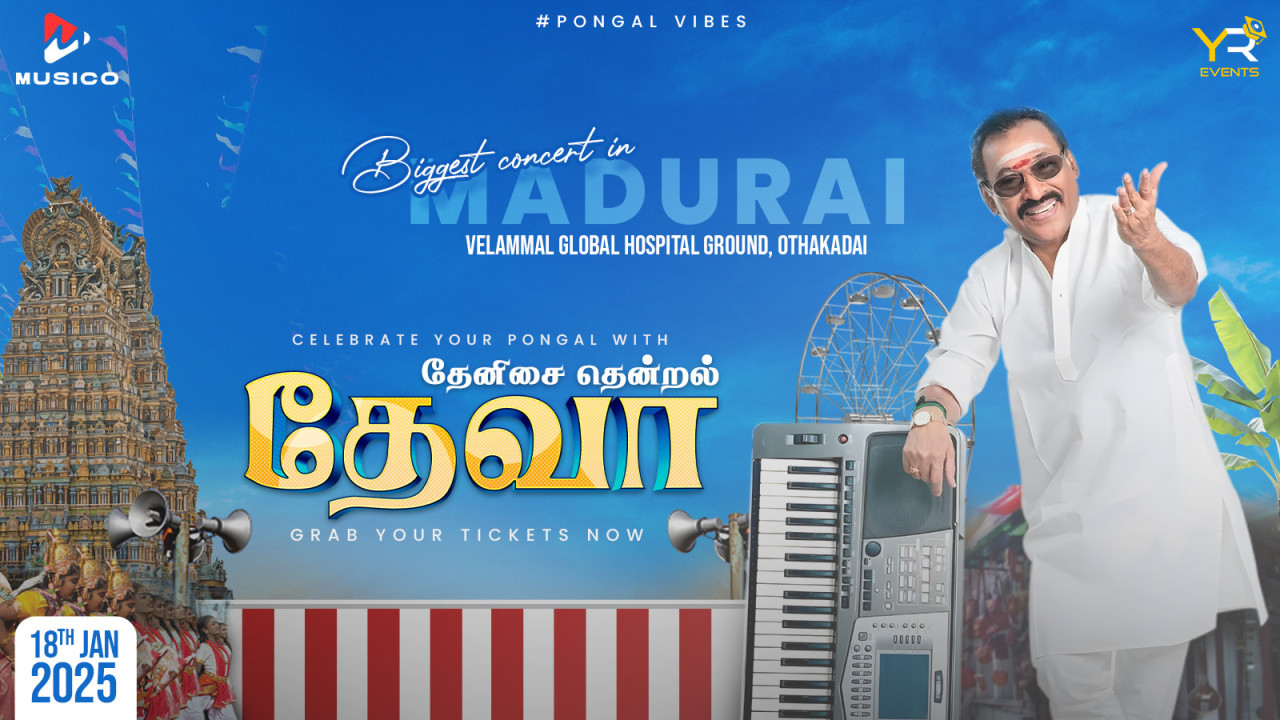 MUSICO
#PONGAL VIBES
YR
EVENTS
Biggest concert in
MADURAI
VELAMMAL GLOBAL HOSPITAL GROUND, OTHAKADAI
CELEBRATE YOUR PONGAL WITH
தேனிசை தென்றல்
தேவா
GRAB YOUR TICKETS NOW
18TH JAN
2025